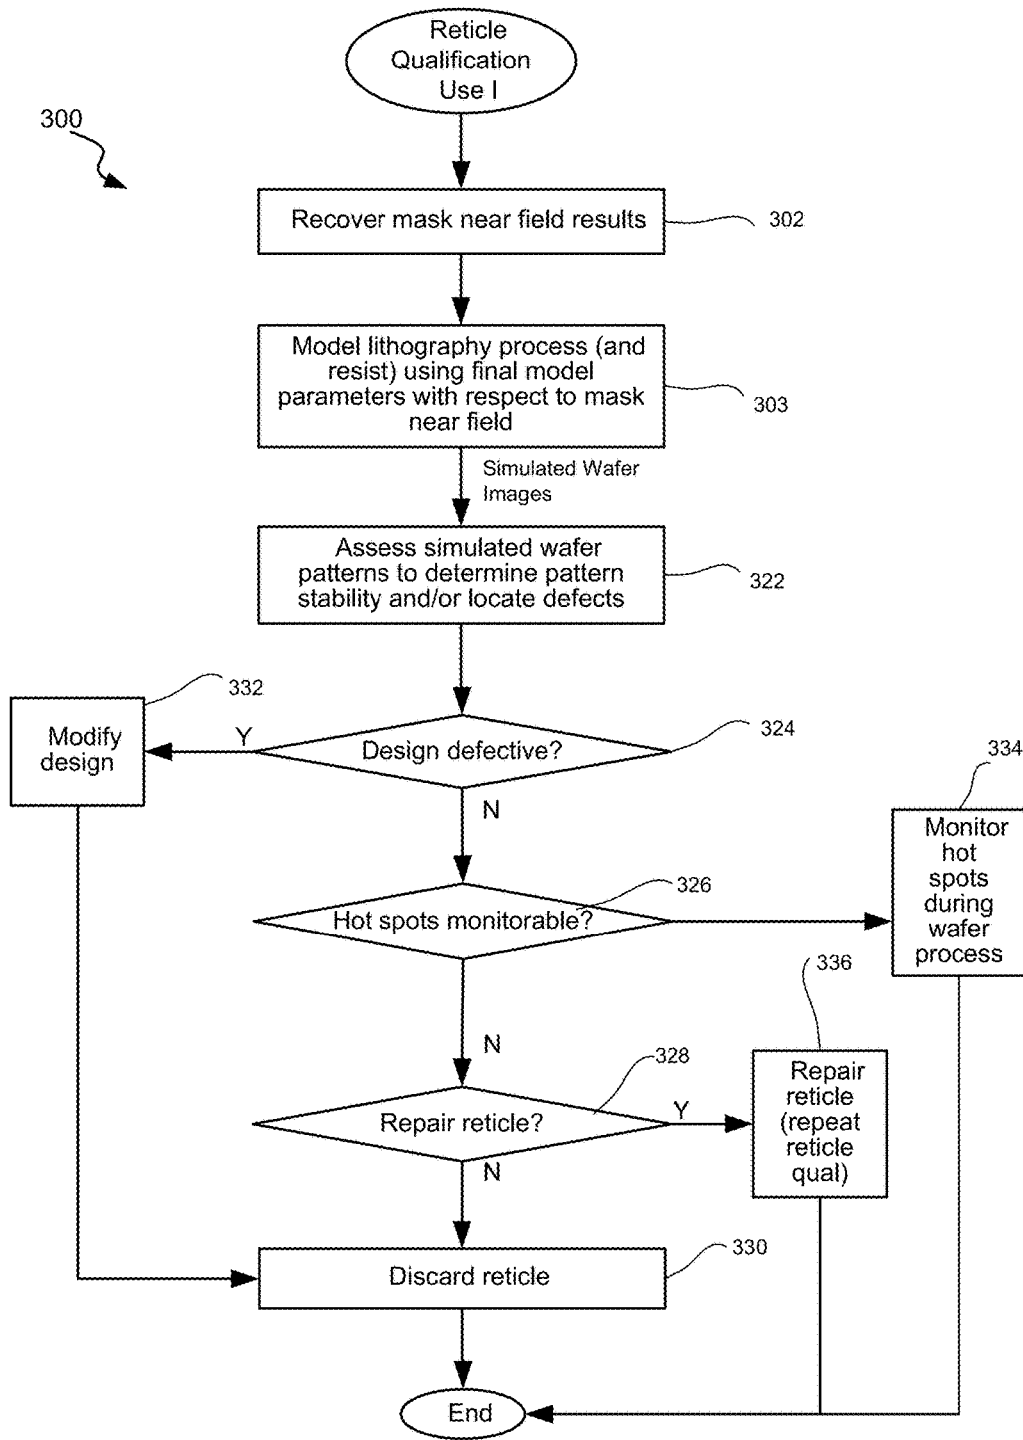 Reticle
Qualification
Use I
300
Recover mask near field results
302
Model lithography process (and
resist) using final model
parameters with respect to mask
near field
303
Simulated Wafer
Images
Assess simulated wafer
patterns to determine pattern
stability and/or locate defects
322
332
Modify
design
Y
Design defective?
324
N
334
Monitor
hot
spots
during
wafer
process
Hot spots monitorable?
326
336
N
328
Repair reticle?
Y
Repair
reticle
(repeat
reticle
qual)
N
Discard reticle
330
End